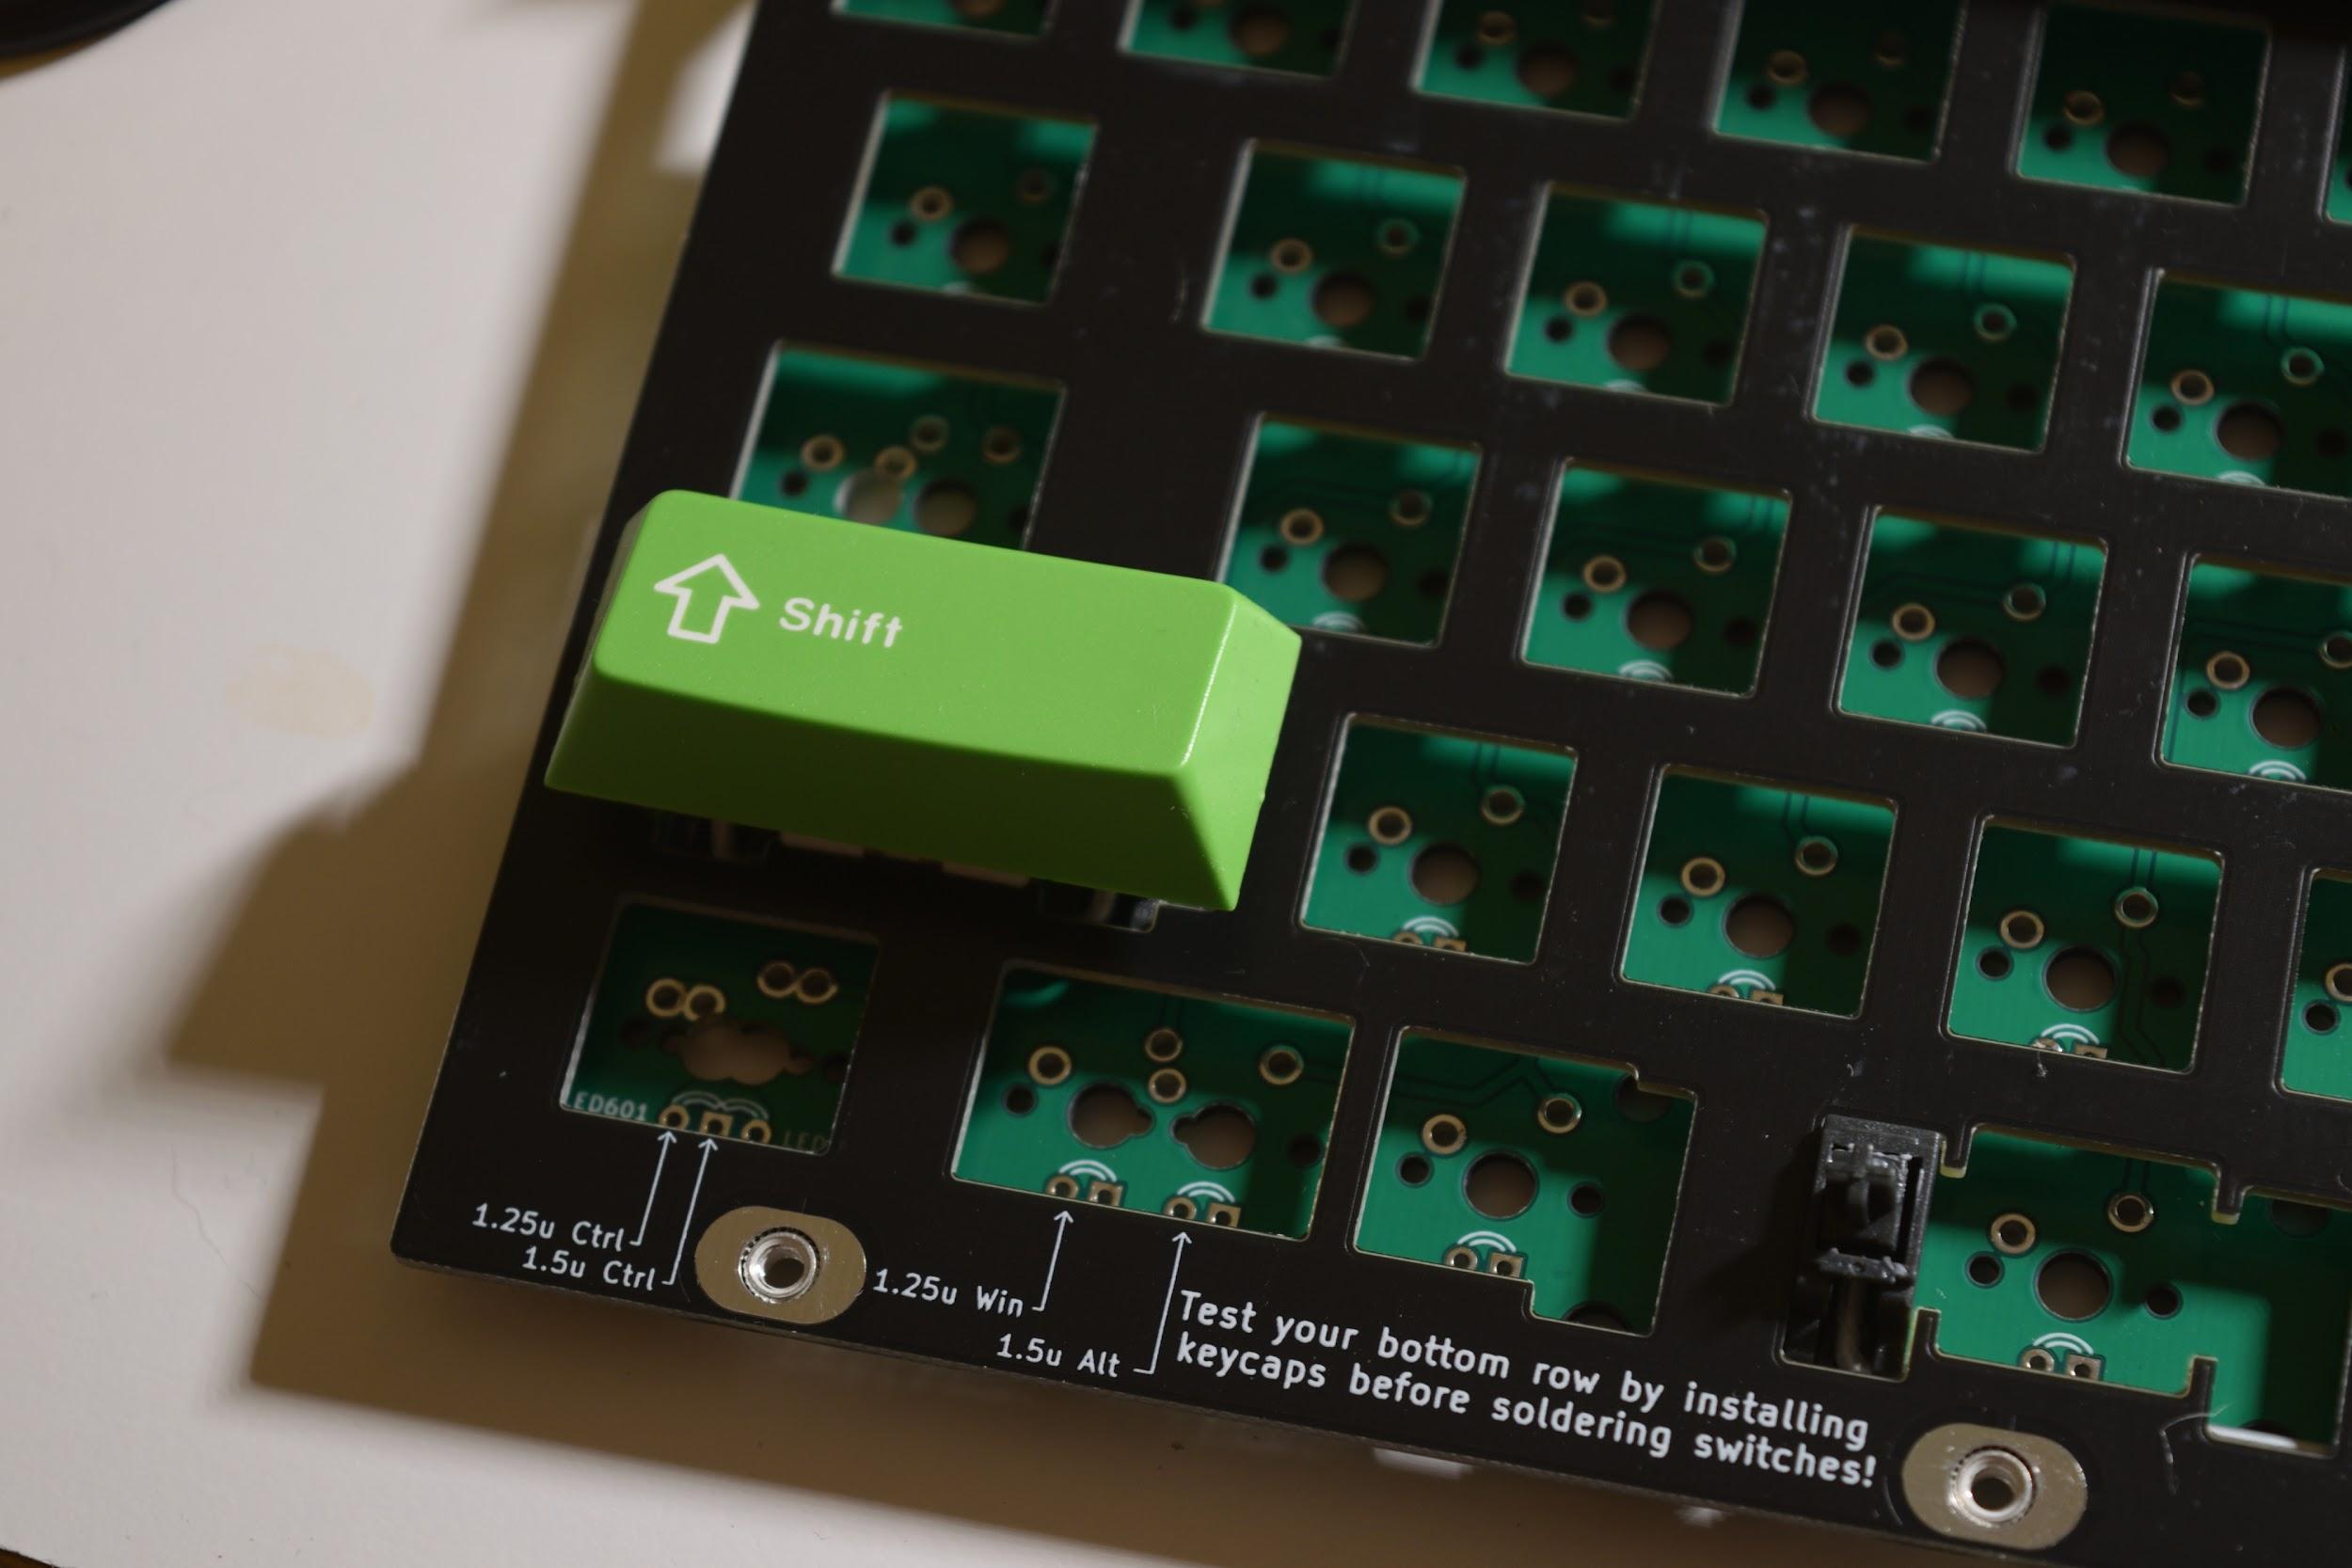 Shift
LED601
LED
1.25u Ctrl
1.5u Ctrl
1.25u Win
1.5u Alt
Test your bottom row by installing
keycaps before soldering switches!